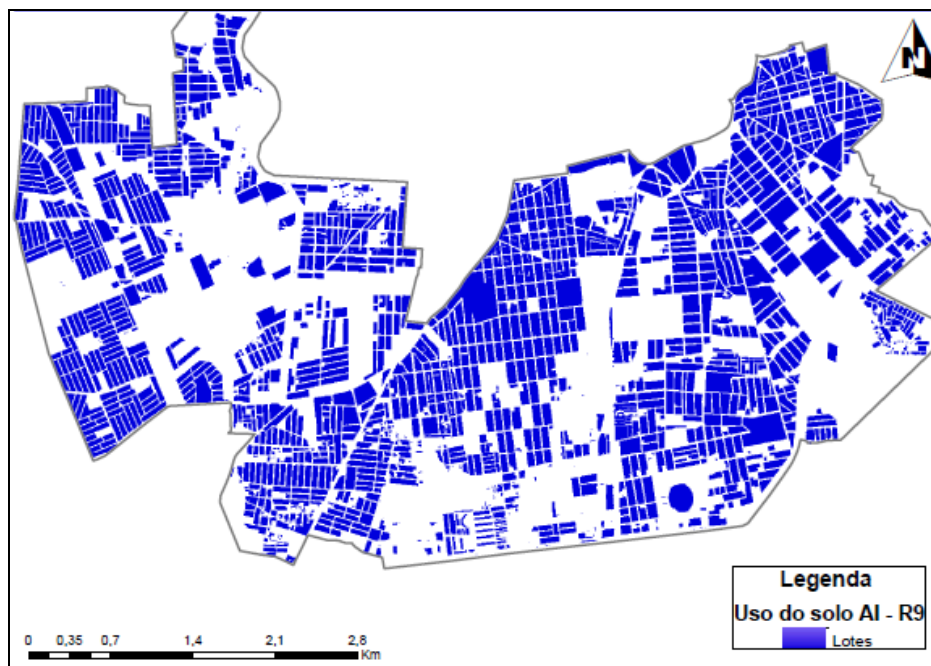 N
Legenda
Uso do solo AI - R9
Lotes
0 0,35 0,7 1,4 2,1 2,8
Km